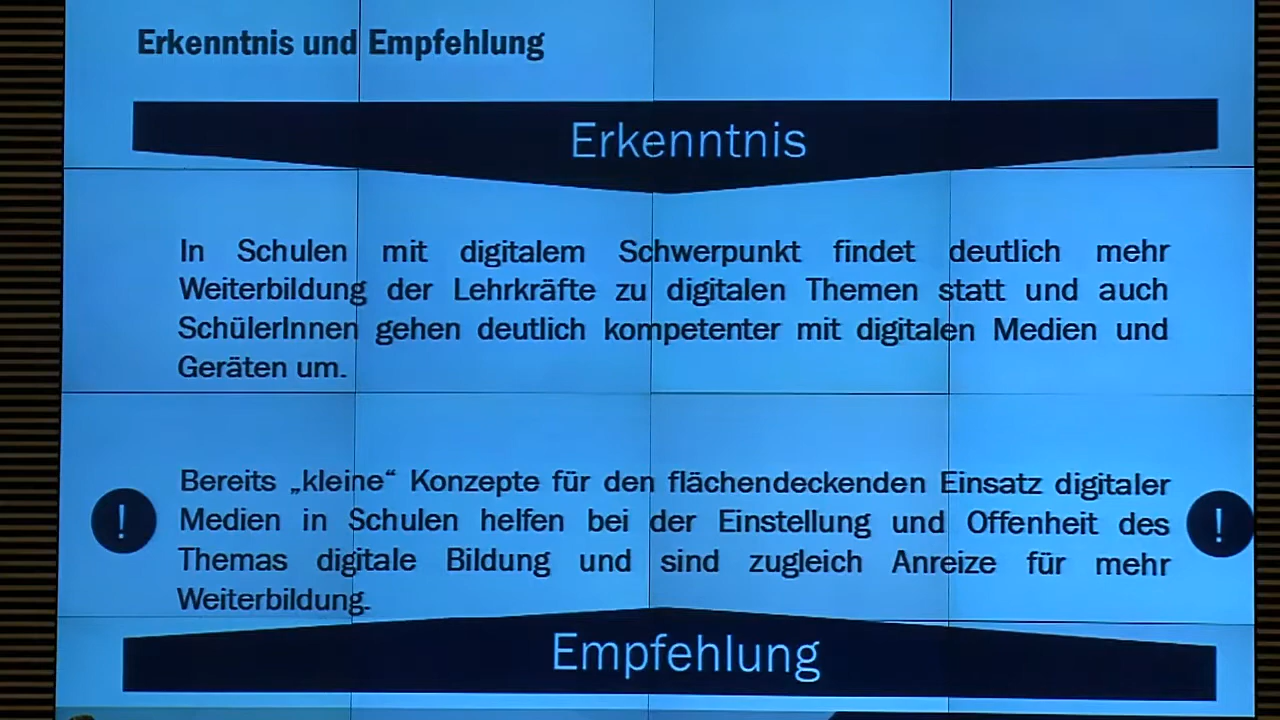 Erkenntnis und Empfehlung
Erkenntnis
In Schulen mit digitalem Schwerpunkt findet deutlich mehr
Weiterbildung der Lehrkräfte zu digitalen Themen statt und auch
SchülerInnen gehen deutlich kompetenter mit digitalen Medien und
Geräten um.
Bereits „kleine“ Konzepte für den flächendeckenden Einsatz digitaler
! Medien in Schulen helfen bei der Einstellung und Offenheit des !
Themas digitale Bildung und sind zugleich Anreize für mehr
Weiterbildung.
Empfehlung